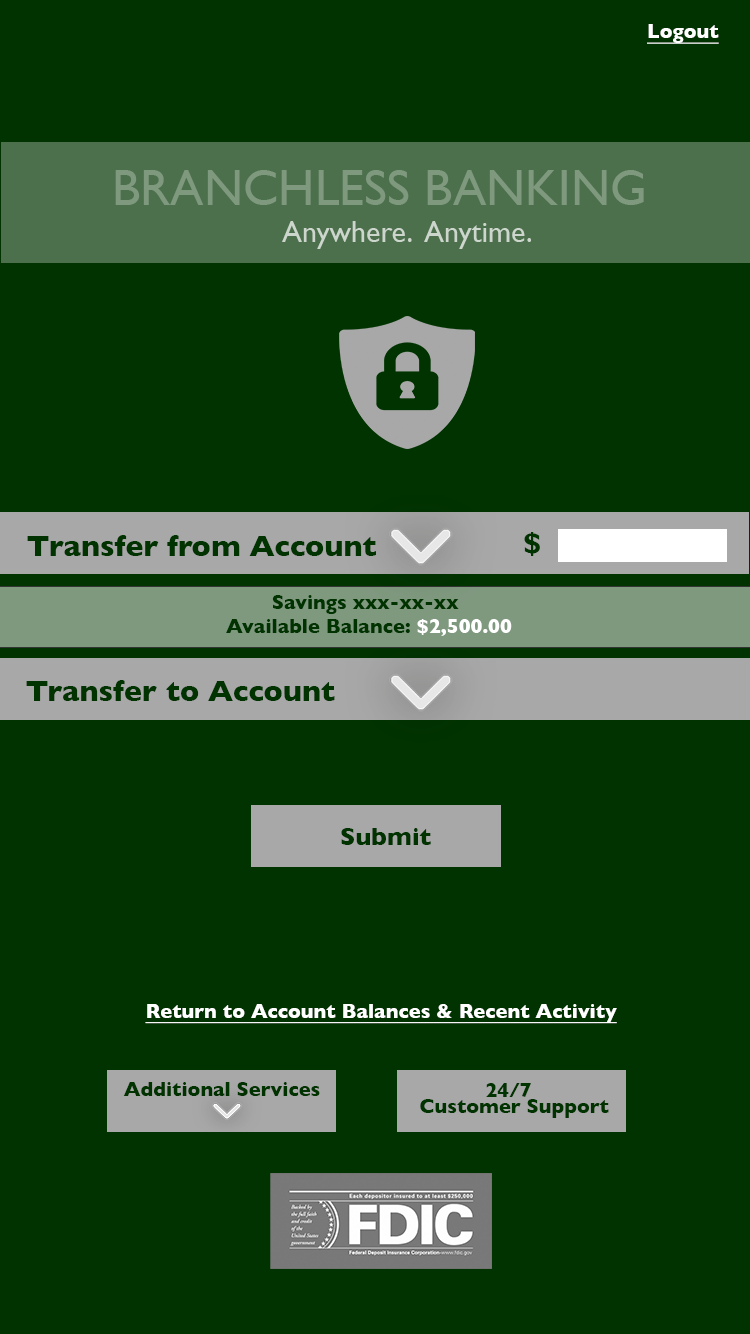 Logout
BRANCHLESS BANKING
Anywhere. Anytime.
Transfer from Account $
Savings xxx-xx-xx
Available Balance: $2,500.00
Transfer to Account
Submit
Return to Account Balances & Recent Activity
Additional Services
24/7
Customer Support
Each depositor insured to at least $250,000
Backed by
the full faith
and credit
of the
United States
government
FDIC
Federal Deposit Insurance Corporation•www.fdic.gov